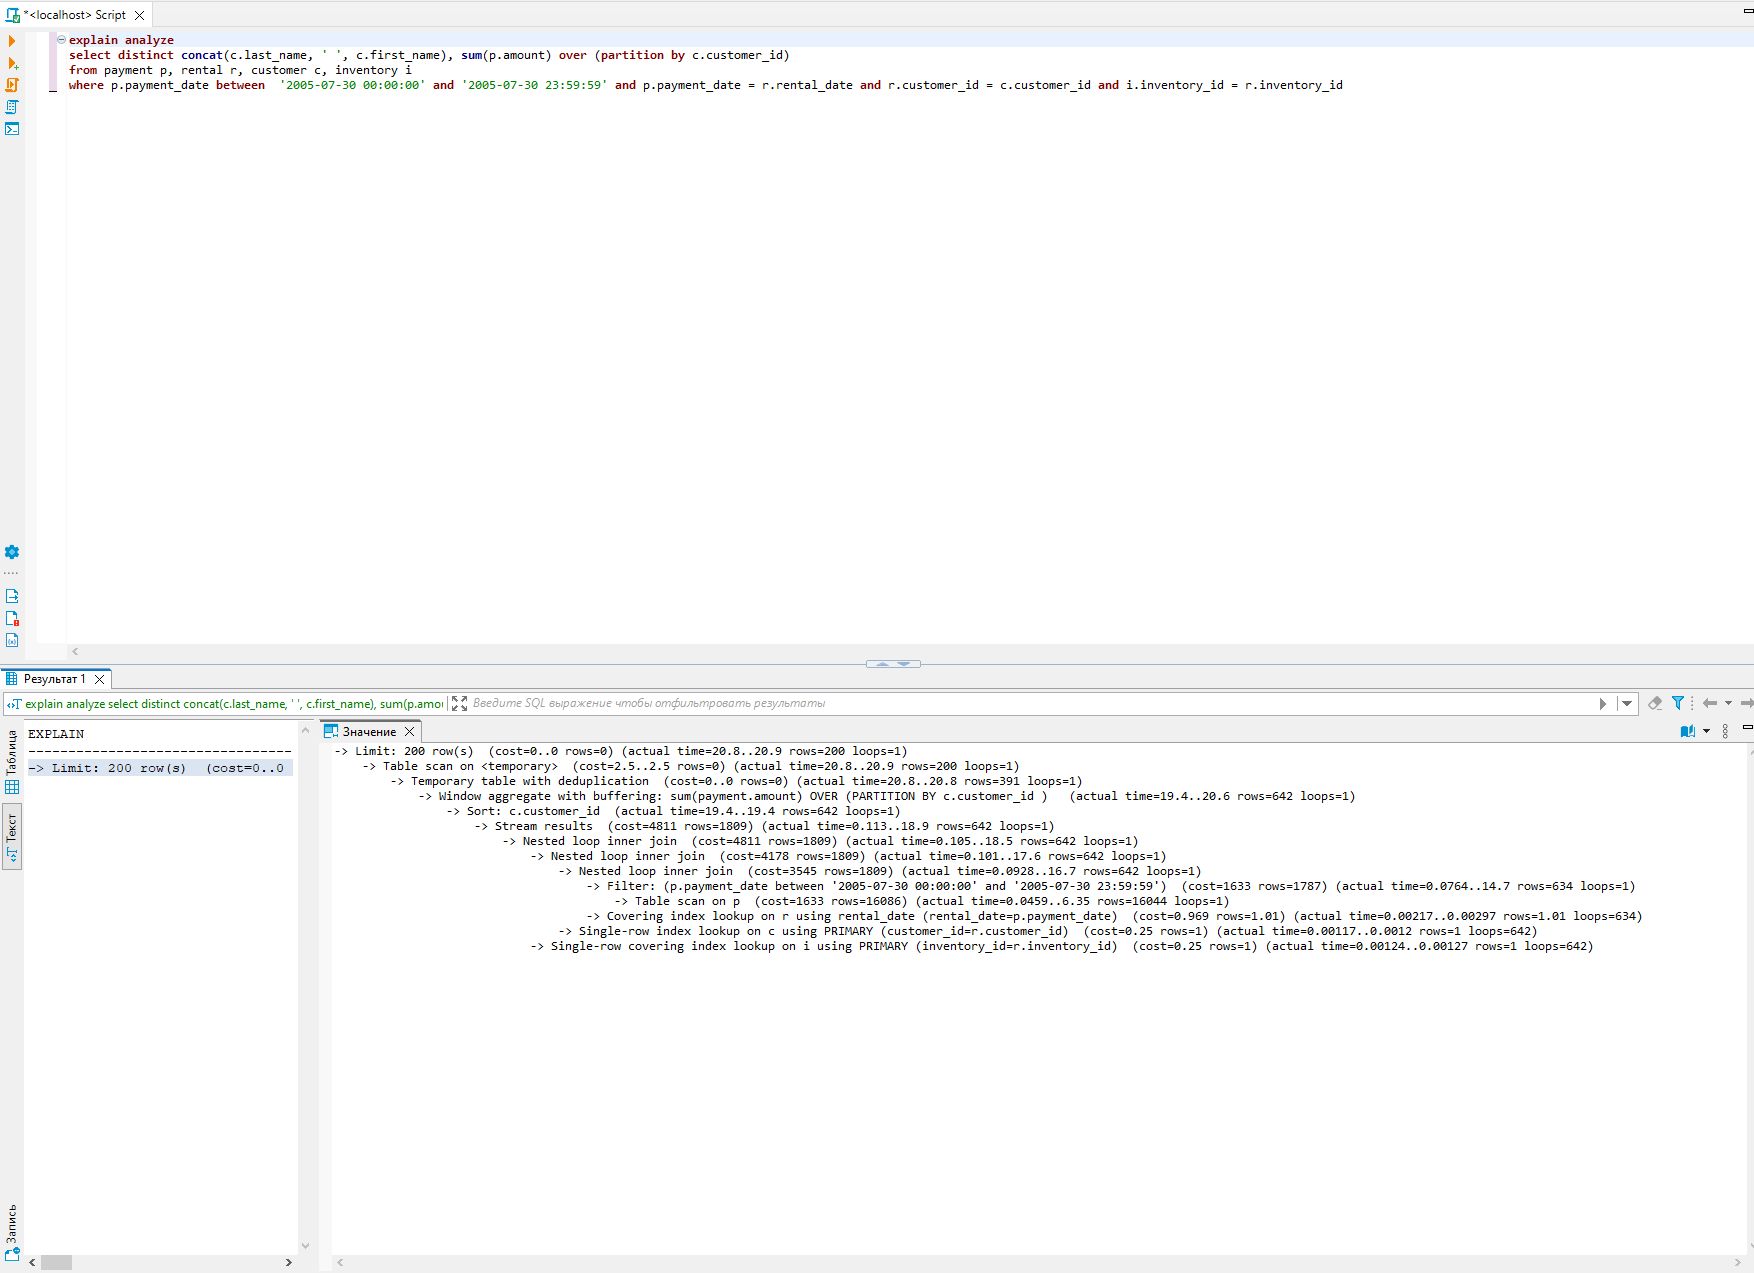 *<localhost> Script
explain analyze
select distinct concat(c.last_name, ' ', c.first_name), sum(p.amount) over (partition by c.customer_id)
from payment p, rental r, customer c, inventory i
where p.payment_date between  '2005-07-30 00:00:00' and '2005-07-30 23:59:59' and p.payment_date = r.rental_date and r.customer_id = c.customer_id and i.inventory_id = r.inventory_id
Результат 1
explain analyze select distinct concat(c.last_name, ' ', c.first_name), sum(p.amou
Введите SQL выражение чтобы отфильтровать результаты
Таблица
Текст
Запись
EXPLAIN
--------------------------------
-> Limit: 200 row(s)  (cost=0..0
Значение
-> Limit: 200 row(s)  (cost=0..0 rows=0) (actual time=20.8..20.9 rows=200 loops=1)
-> Table scan on <temporary>  (cost=2.5..2.5 rows=0) (actual time=20.8..20.9 rows=200 loops=1)
-> Temporary table with deduplication  (cost=0..0 rows=0) (actual time=20.8..20.8 rows=391 loops=1)
-> Window aggregate with buffering: sum(payment.amount) OVER (PARTITION BY c.customer_id )   (actual time=19.4..20.6 rows=642 loops=1)
-> Sort: c.customer_id  (actual time=19.4..19.4 rows=642 loops=1)
-> Stream results  (cost=4811 rows=1809) (actual time=0.113..18.9 rows=642 loops=1)
-> Nested loop inner join  (cost=4811 rows=1809) (actual time=0.105..18.5 rows=642 loops=1)
-> Nested loop inner join  (cost=4178 rows=1809) (actual time=0.101..17.6 rows=642 loops=1)
-> Nested loop inner join  (cost=3545 rows=1809) (actual time=0.0928..16.7 rows=642 loops=1)
-> Filter: (p.payment_date between '2005-07-30 00:00:00' and '2005-07-30 23:59:59')  (cost=1633 rows=1787) (actual time=0.0764..14.7 rows=634 loops=1)
-> Table scan on p  (cost=1633 rows=16086) (actual time=0.0459..6.35 rows=16044 loops=1)
-> Covering index lookup on r using rental_date (rental_date=p.payment_date)  (cost=0.969 rows=1.01) (actual time=0.00217..0.00297 rows=1.01 loops=634)
-> Single-row index lookup on c using PRIMARY (customer_id=r.customer_id)  (cost=0.25 rows=1) (actual time=0.00117..0.0012 rows=1 loops=642)
-> Single-row covering index lookup on i using PRIMARY (inventory_id=r.inventory_id)  (cost=0.25 rows=1) (actual time=0.00124..0.00127 rows=1 loops=642)